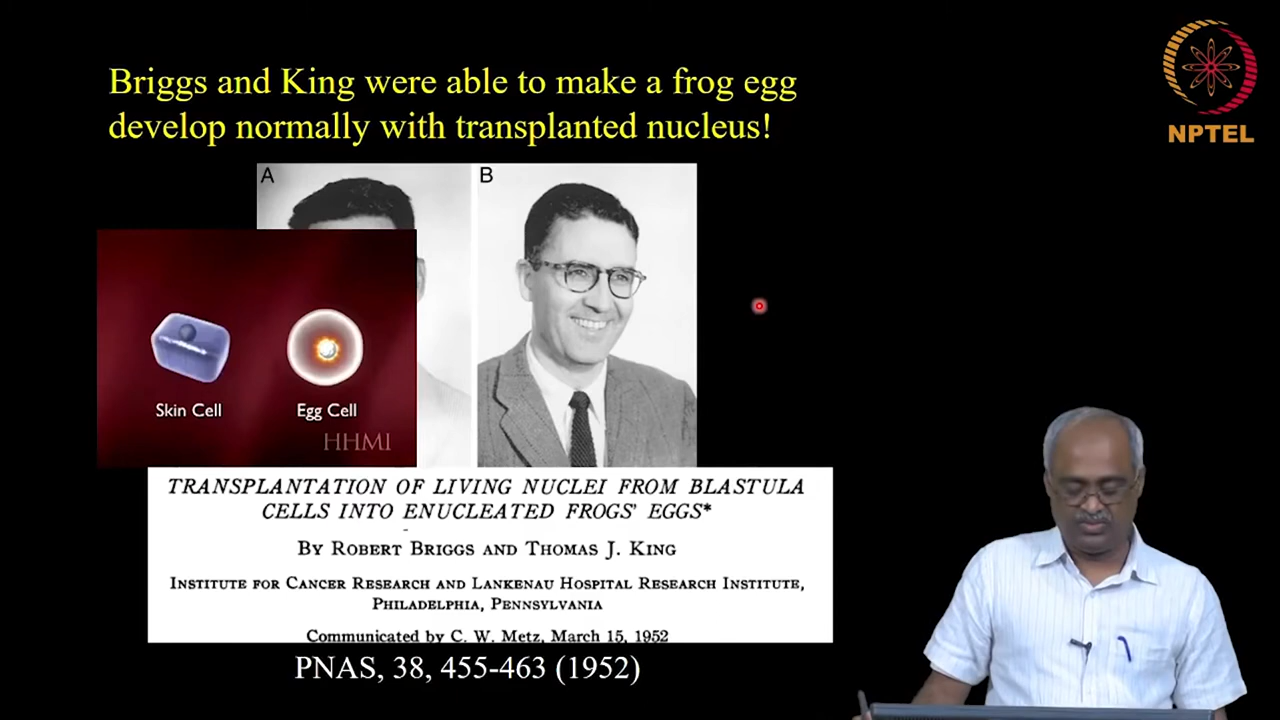 Briggs and King were able to make a frog egg
develop normally with transplanted nucleus!
NPTEL
A
B
Skin Cell
Egg Cell
HHMI
TRANSPLANTATION OF LIVING NUCLEI FROM BLASTULA
CELLS INTO ENUCLEATED FROGS' EGGS*
BY ROBERT BRIGGS AND THOMAS J. KING
INSTITUTE FOR CANCER RESEARCH AND LANKENAU HOSPITAL RESEARCH INSTITUTE,
PHILADELPHIA, PENNSYLVANIA
Communicated by C. W. Metz, March 15, 1952
PNAS, 38, 455-463 (1952)